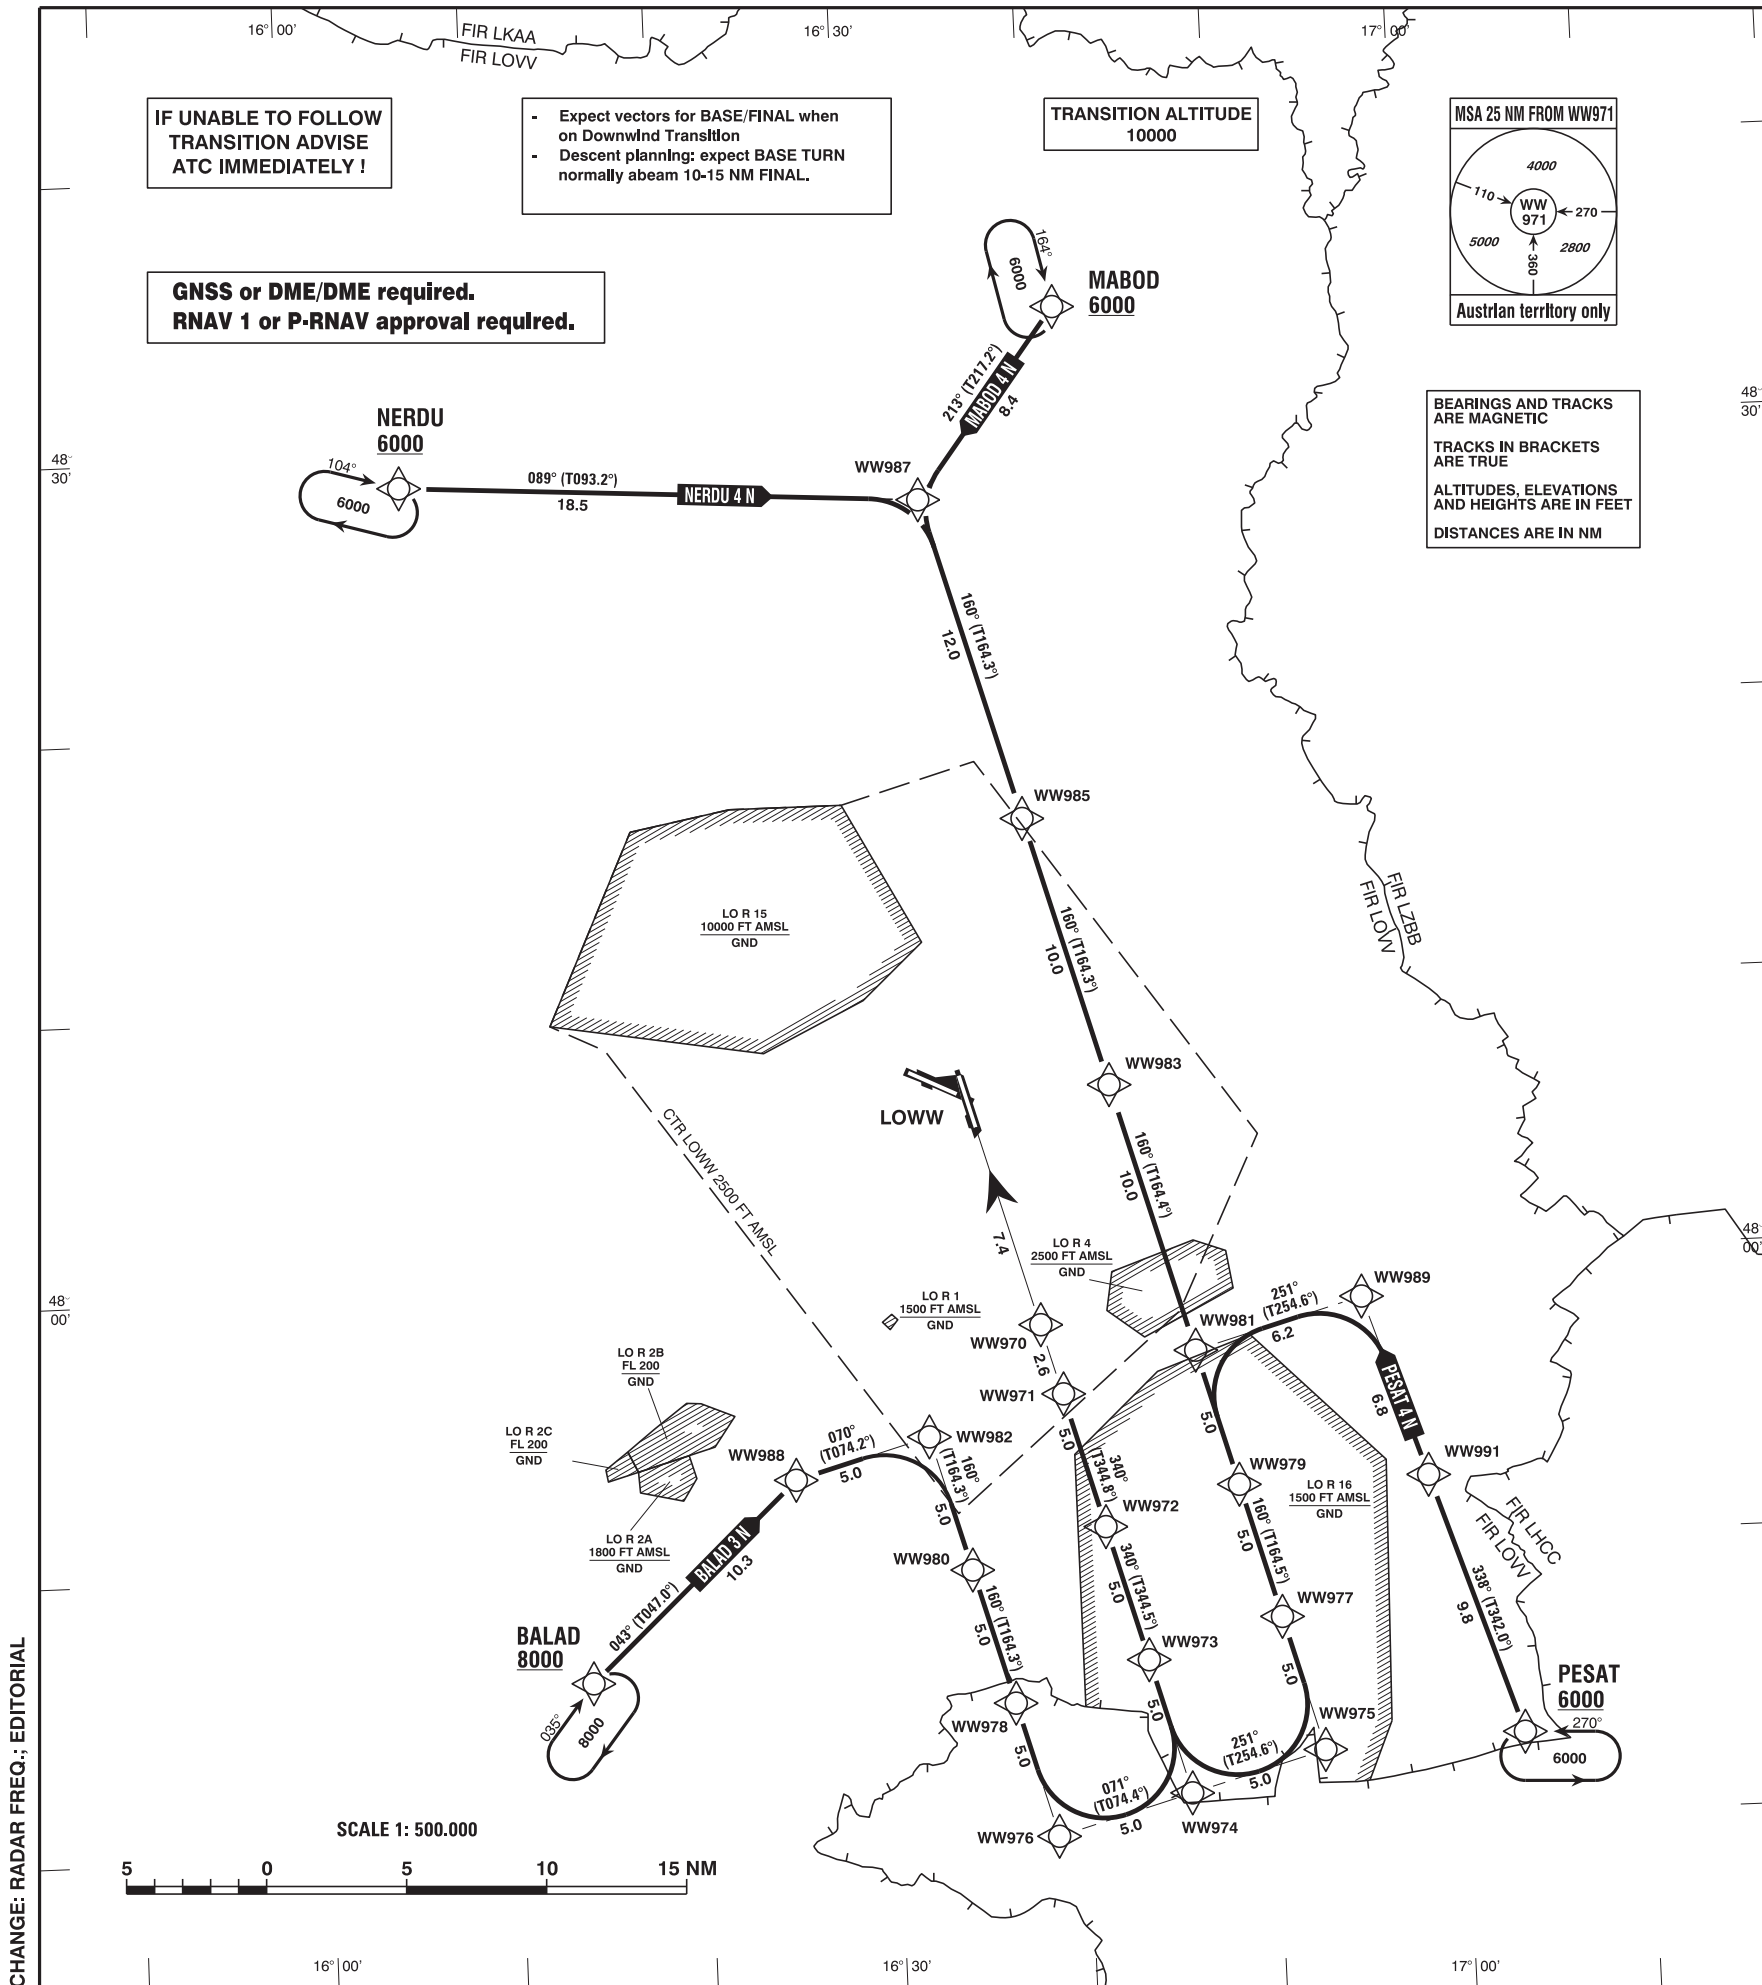 16° 00'
16° 30'
17° 00'
FIR LKAA
FIR LOVV
IF UNABLE TO FOLLOW
TRANSITION ADVISE
ATC IMMEDIATELY !
- Expect vectors for BASE/FINAL when
on Downwind Transition
- Descent planning: expect BASE TURN
normally abeam 10-15 NM FINAL.
TRANSITION ALTITUDE
10000
MSA 25 NM FROM WW971
4000
110
WW
971
270
5000
2800
360
Austrian territory only
GNSS or DME/DME required.
RNAV 1 or P-RNAV approval required.
164°
6000
MABOD
6000
213° (T217.2°)
MABOD 4 N
8.4
BEARINGS AND TRACKS
ARE MAGNETIC
TRACKS IN BRACKETS
ARE TRUE
ALTITUDES, ELEVATIONS
AND HEIGHTS ARE IN FEET
DISTANCES ARE IN NM
48°
30'
NERDU
6000
104°
6000
48°
30'
089° (T093.2°)
NERDU 4 N
18.5
WW987
160° (T164.3°)
12.0
WW985
LO R 15
10000 FT AMSL
GND
160° (T164.3°)
10.0
FIR LZBB
FIR LOVV
WW983
LOWW
CTR LOWW 2500 FT AMSL
160° (T164.4°)
10.0
7.4
LO R 4
2500 FT AMSL
GND
48°
00'
48°
00'
LO R 1
1500 FT AMSL
GND
WW970
2.6
WW971
WW981
251°
(T254.6°)
6.2
WW989
PESAT 4 N
6.8
WW991
LO R 2B
FL 200
GND
LO R 2C
FL 200
GND
LO R 2A
1800 FT AMSL
GND
WW988
070°
(T074.2°)
5.0
WW982
160°
(T164.3°)
5.0
5.0
340°
(T344.8°)
WW972
5.0
WW979
LO R 16
1500 FT AMSL
GND
160° (T164.5°)
5.0
FIR LHCC
FIR LOVV
BALAD 3 N
10.3
043° (T047.0°)
WW980
160° (T164.3°)
5.0
340° (T344.5°)
5.0
WW973
WW977
5.0
338° (T342.0°)
9.8
BALAD
8000
035°
8000
WW978
5.0
5.0
WW975
251°
(T254.6°)
5.0
071°
(T074.4°)
5.0
WW976
WW974
PESAT
6000
270°
6000
SCALE 1: 500.000
5 0 5 10 15 NM
16° 00'
16° 30'
17° 00'
CHANGE: RADAR FREQ.; EDITORIAL